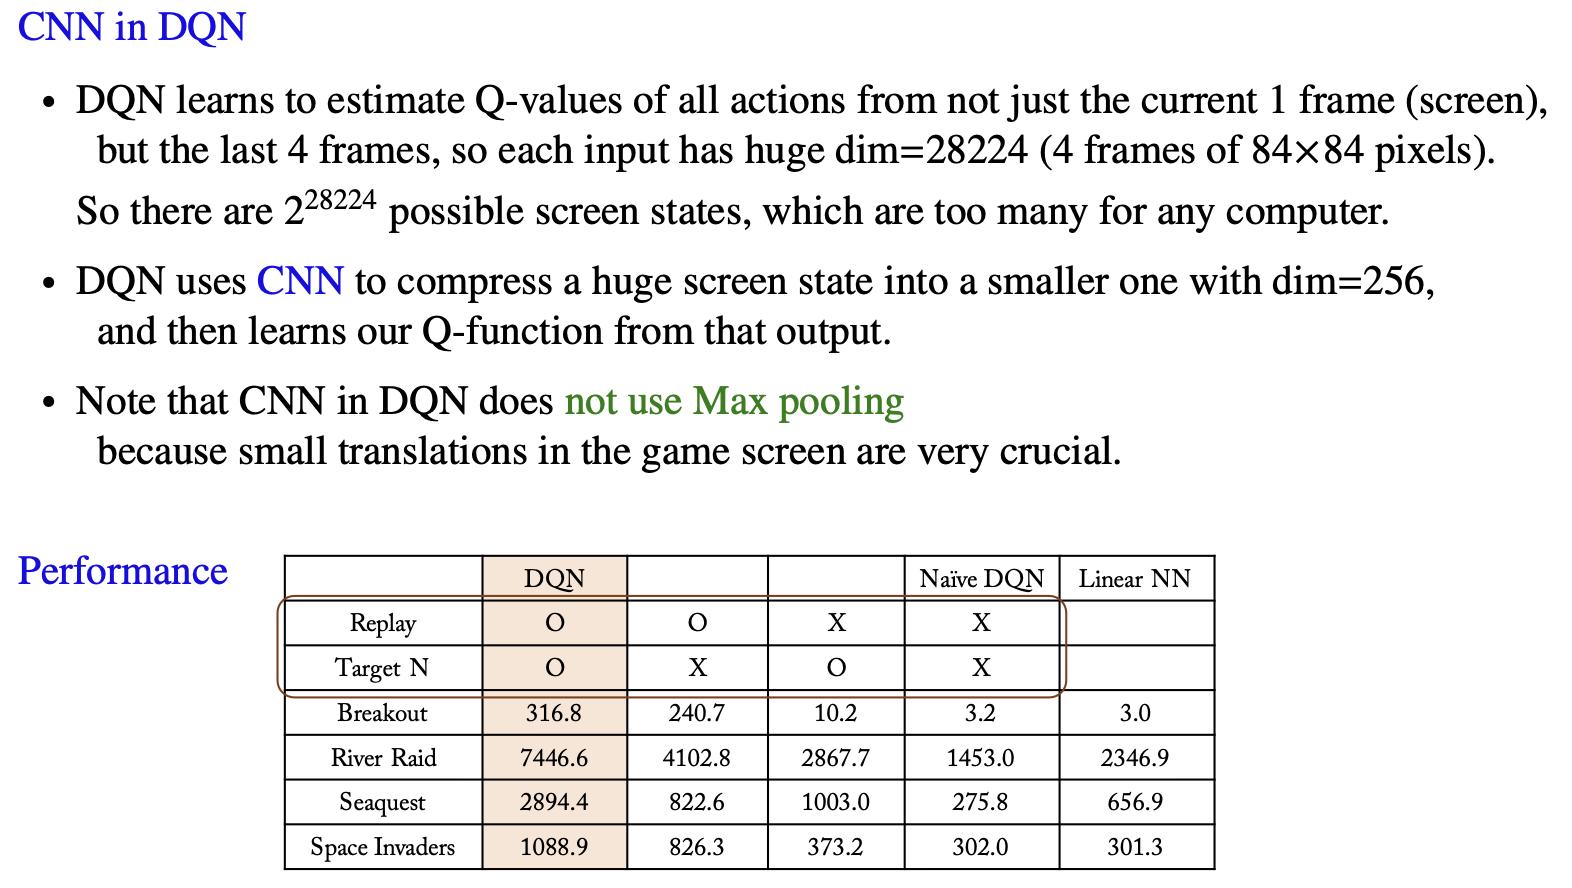 CNN in DQN
• DQN learns to estimate Q-values of all actions from not just the current 1 frame (screen),
but the last 4 frames, so each input has huge dim=28224 (4 frames of 84×84 pixels).
So there are 2^28224 possible screen states, which are too many for any computer.
• DQN uses CNN to compress a huge screen state into a smaller one with dim=256,
and then learns our Q-function from that output.
• Note that CNN in DQN does not use Max pooling
because small translations in the game screen are very crucial.
Performance
DQN Naïve DQN Linear NN
Replay O O X X
Target N O X O X
Breakout 316.8 240.7 10.2 3.2 3.0
River Raid 7446.6 4102.8 2867.7 1453.0 2346.9
Seaquest 2894.4 822.6 1003.0 275.8 656.9
Space Invaders 1088.9 826.3 373.2 302.0 301.3